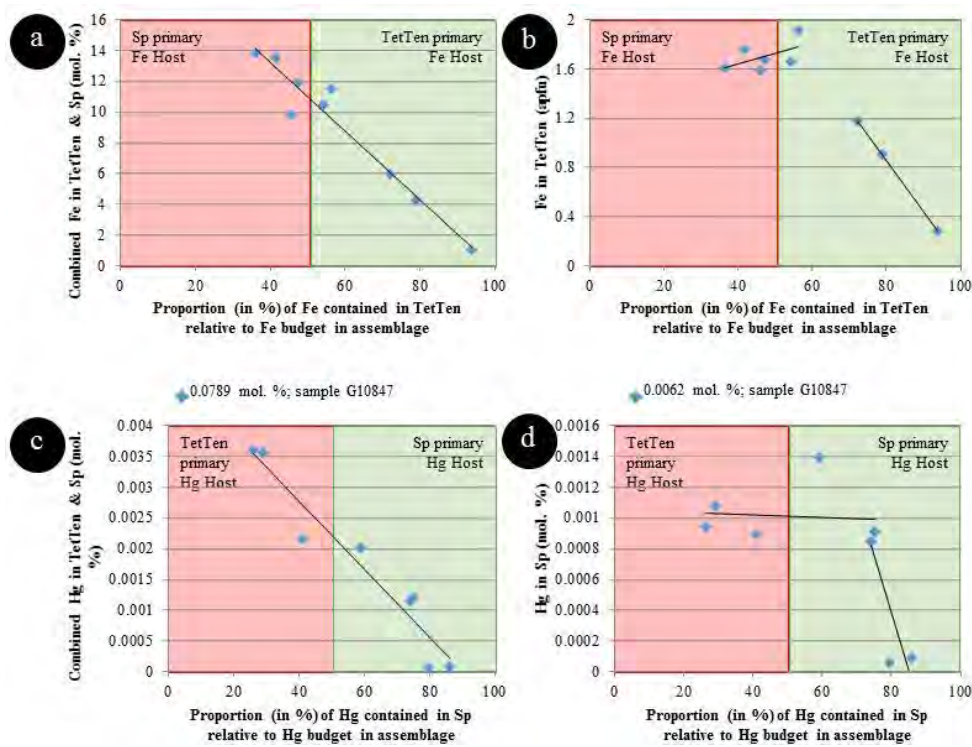 a
16
14
12
10
8
6
4
2
0
Combined Fe in TetTen & Sp (mol. %)
Sp primary
Fe Host
TetTen primary
Fe Host
0 20 40 60 80 100
Proportion (in %) of Fe contained in TetTen
relative to Fe budget in assemblage
b
2
1.6
1.2
0.8
0.4
0
Fe in TetTen (apfu)
Sp primary
Fe Host
TetTen primary
Fe Host
0 20 40 60 80 100
Proportion (in %) of Fe contained in TetTen
relative to Fe budget in assemblage
c
0.0789 mol. %; sample G10847
0.004
0.0035
0.003
0.0025
0.002
0.0015
0.001
0.0005
0
Combined Hg in TetTen & Sp (mol.
%)
TetTen
primary
Hg Host
Sp primary
Hg Host
0 20 40 60 80 100
Proportion (in %) of Hg contained in Sp
relative to Hg budget in assemblage
d
0.0062 mol. %; sample G10847
0.0016
0.0014
0.0012
0.001
0.0008
0.0006
0.0004
0.0002
0
Hg in Sp (mol. %)
TetTen
primary
Hg Host
Sp primary
Hg Host
0 20 40 60 80 100
Proportion (in %) of Hg contained in Sp
relative to Hg budget in assemblage